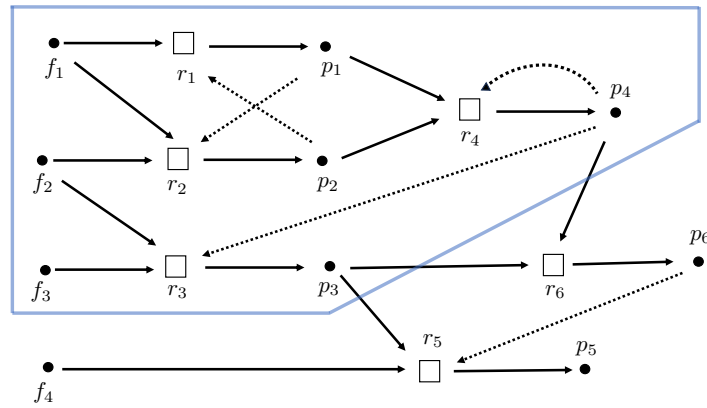 f₁
r₁
p₁
p₄
r₄
f₂
r₂
p₂
p₆
f₃
r₃
p₃
r₆
r₅
p₅
f₄